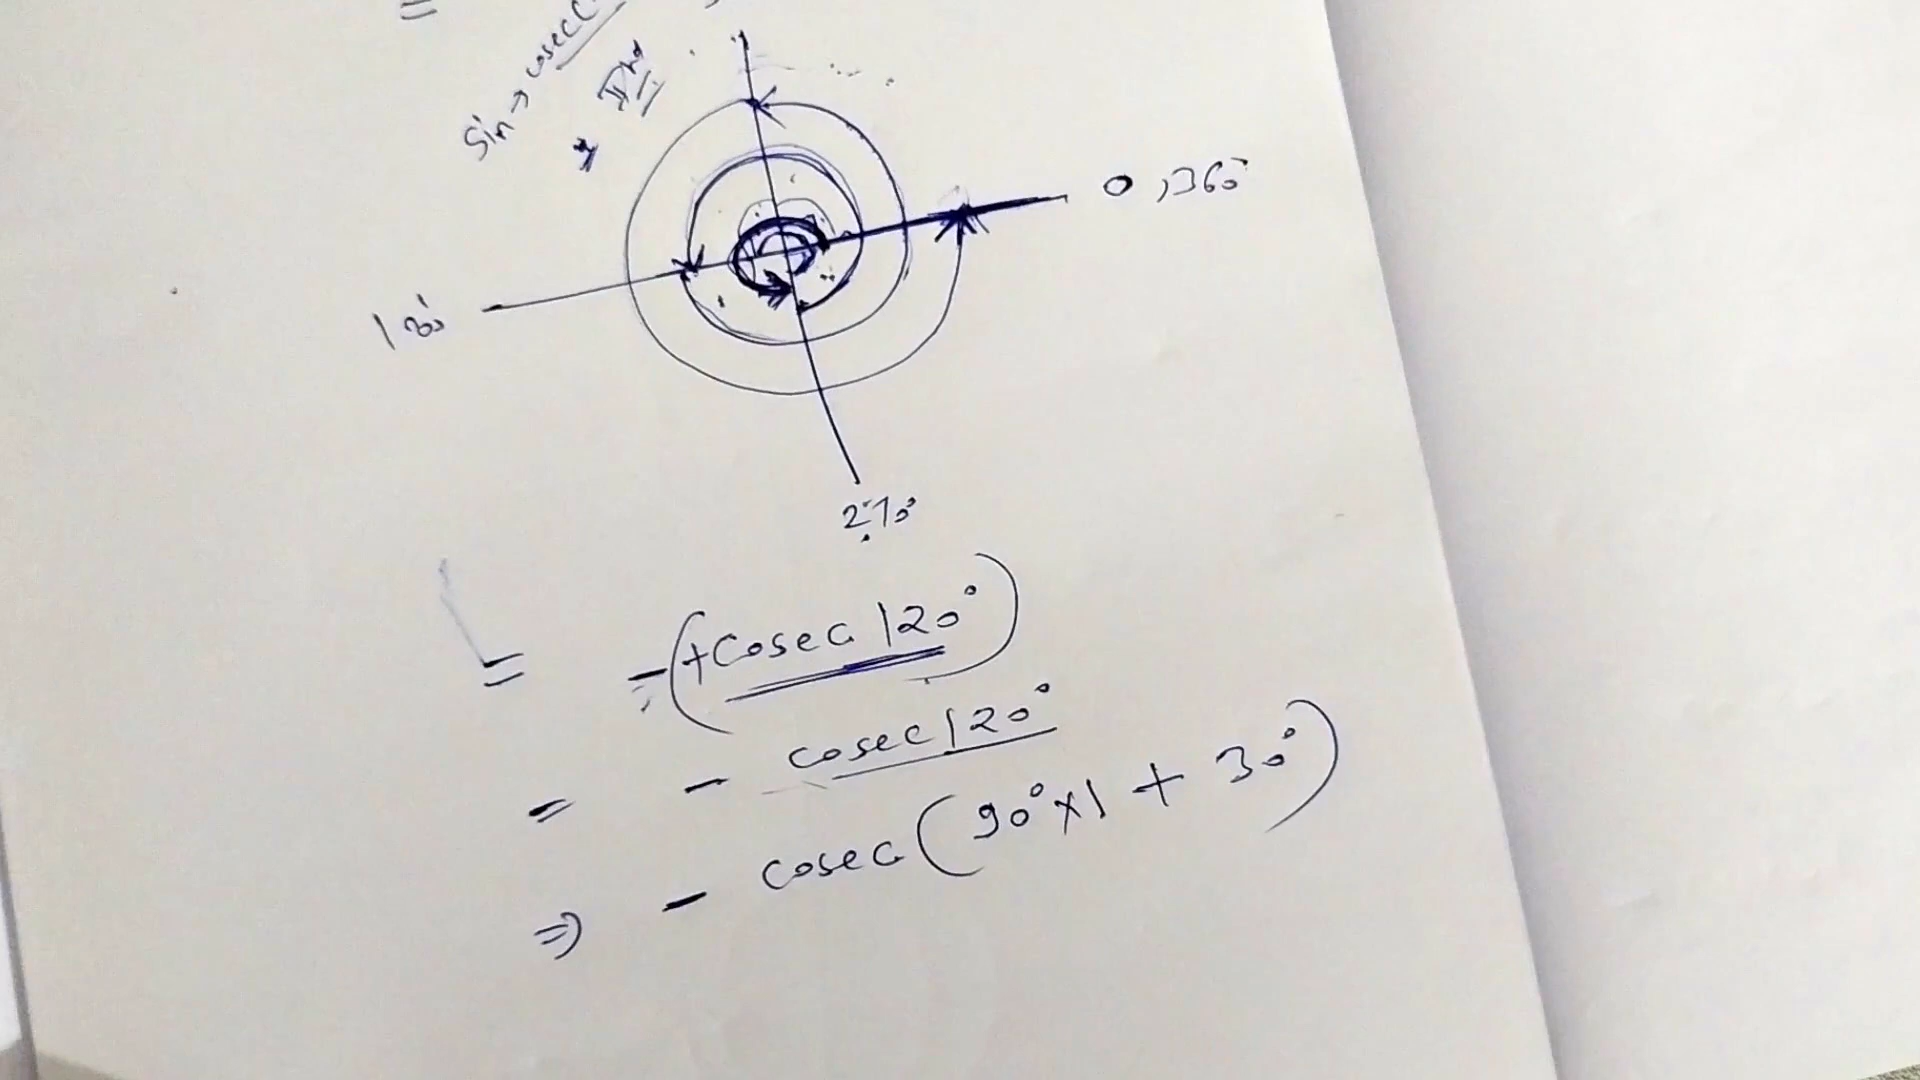 =
sin → cosec
IInd
0, 360°
180°
270°
= -(+cosec 120°)
= - cosec 120°
⇒ - cosec (90°×1 + 30°)